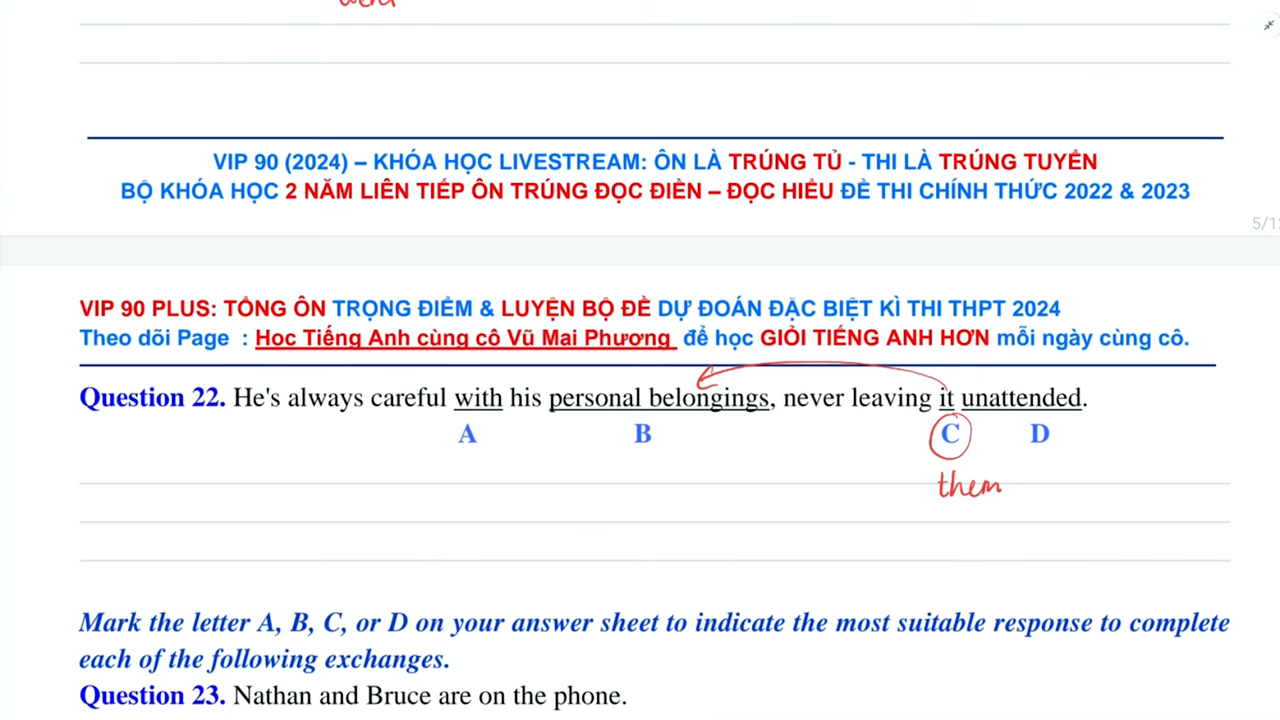 went
VIP 90 (2024) – KHÓA HỌC LIVESTREAM: ÔN LÀ TRÚNG TỦ - THI LÀ TRÚNG TUYỂN
BỘ KHÓA HỌC 2 NĂM LIÊN TIẾP ÔN TRÚNG ĐỌC ĐIỀN – ĐỌC HIỂU ĐỀ THI CHÍNH THỨC 2022 & 2023
5/12
VIP 90 PLUS: TỔNG ÔN TRỌNG ĐIỂM & LUYỆN BỘ ĐỀ DỰ ĐOÁN ĐẶC BIỆT KÌ THI THPT 2024
Theo dõi Page : Học Tiếng Anh cùng cô Vũ Mai Phương để học GIỎI TIẾNG ANH HƠN mỗi ngày cùng cô.
Question 22. He's always careful with his personal belongings, never leaving it unattended.
A B C D
them
Mark the letter A, B, C, or D on your answer sheet to indicate the most suitable response to complete
each of the following exchanges.
Question 23. Nathan and Bruce are on the phone.